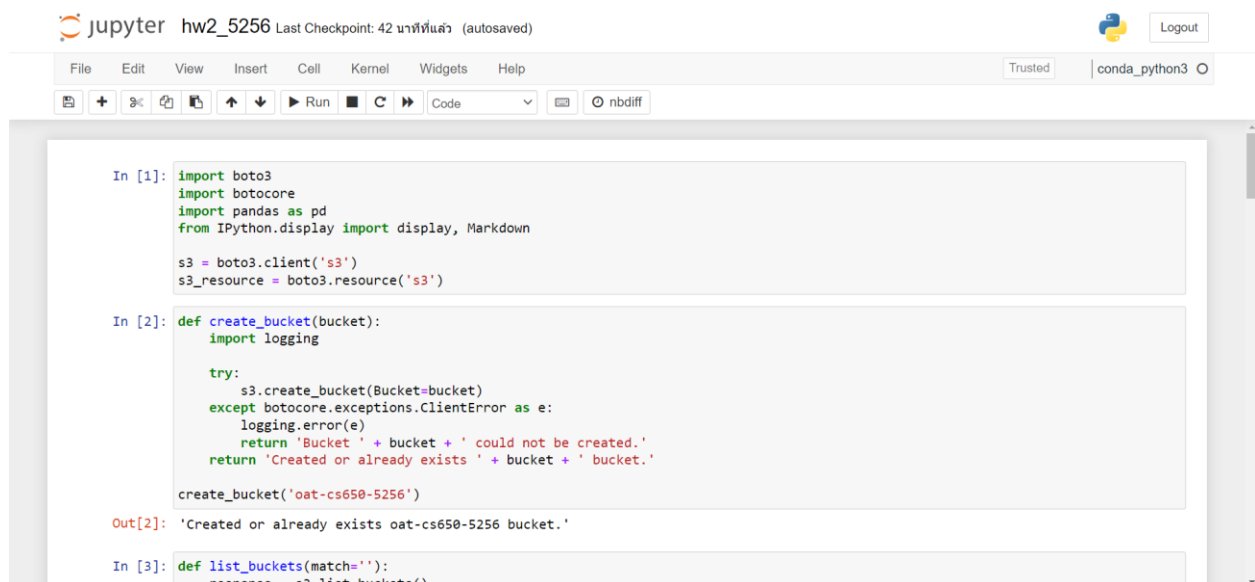 jupyter hw2_5256 Last Checkpoint: 42 นาทีที่แล้ว (autosaved)
Logout
File Edit View Insert Cell Kernel Widgets Help
Trusted conda_python3
Run Code nbdiff
In [1]: import boto3
import botocore
import pandas as pd
from IPython.display import display, Markdown
s3 = boto3.client('s3')
s3_resource = boto3.resource('s3')
In [2]: def create_bucket(bucket):
    import logging
    try:
        s3.create_bucket(Bucket=bucket)
    except botocore.exceptions.ClientError as e:
        logging.error(e)
        return 'Bucket ' + bucket + ' could not be created.'
    return 'Created or already exists ' + bucket + ' bucket.'
create_bucket('oat-cs650-5256')
Out[2]: 'Created or already exists oat-cs650-5256 bucket.'
In [3]: def list_buckets(match=''):